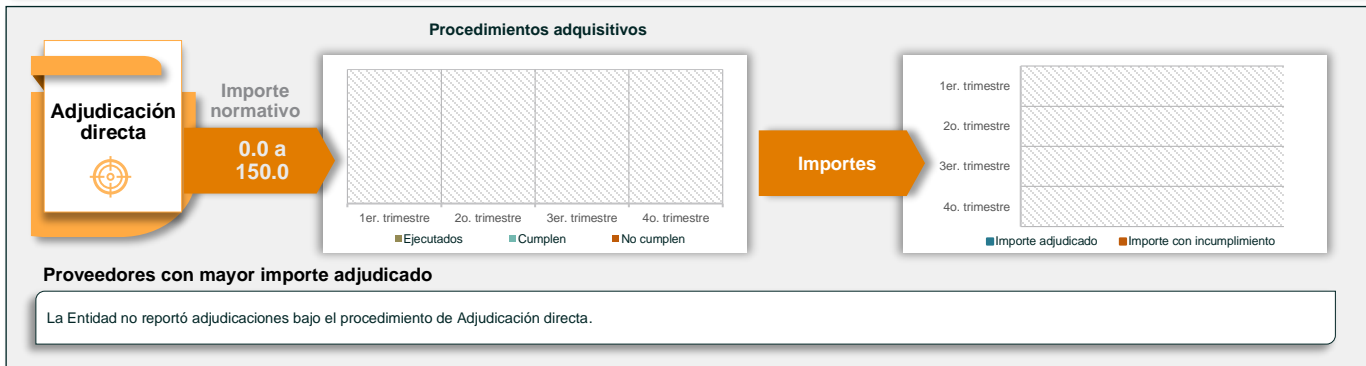 Procedimientos adquisitivos
Adjudicación
directa
Importe
normativo
0.0 a
150.0
1er. trimestre 2o. trimestre 3er. trimestre 4o. trimestre
Ejecutados Cumplen No cumplen
Importes
1er. trimestre
2o. trimestre
3er. trimestre
4o. trimestre
Importe adjudicado Importe con incumplimiento
Proveedores con mayor importe adjudicado
La Entidad no reportó adjudicaciones bajo el procedimiento de Adjudicación directa.